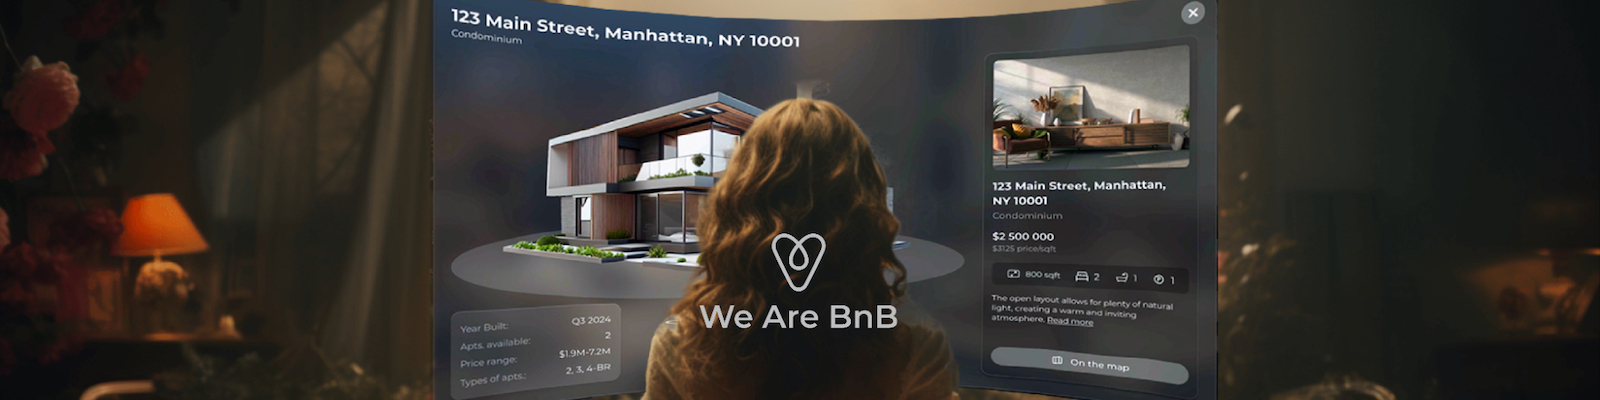 123 Main Street, Manhattan, NY 10001
Condominium
123 Main Street, Manhattan,
NY 10001
Condominium
$2 500 000
$3125 price/sqft
800 sqft 2 1 1
The open layout allows for plenty of natural
light, creating a warm and inviting
atmosphere. Read more
On the map
We Are BnB
Year Built: Q3 2024
Apts. available: 2
Price range: $1.9M-7.2M
Types of apts.: 2, 3, 4-BR